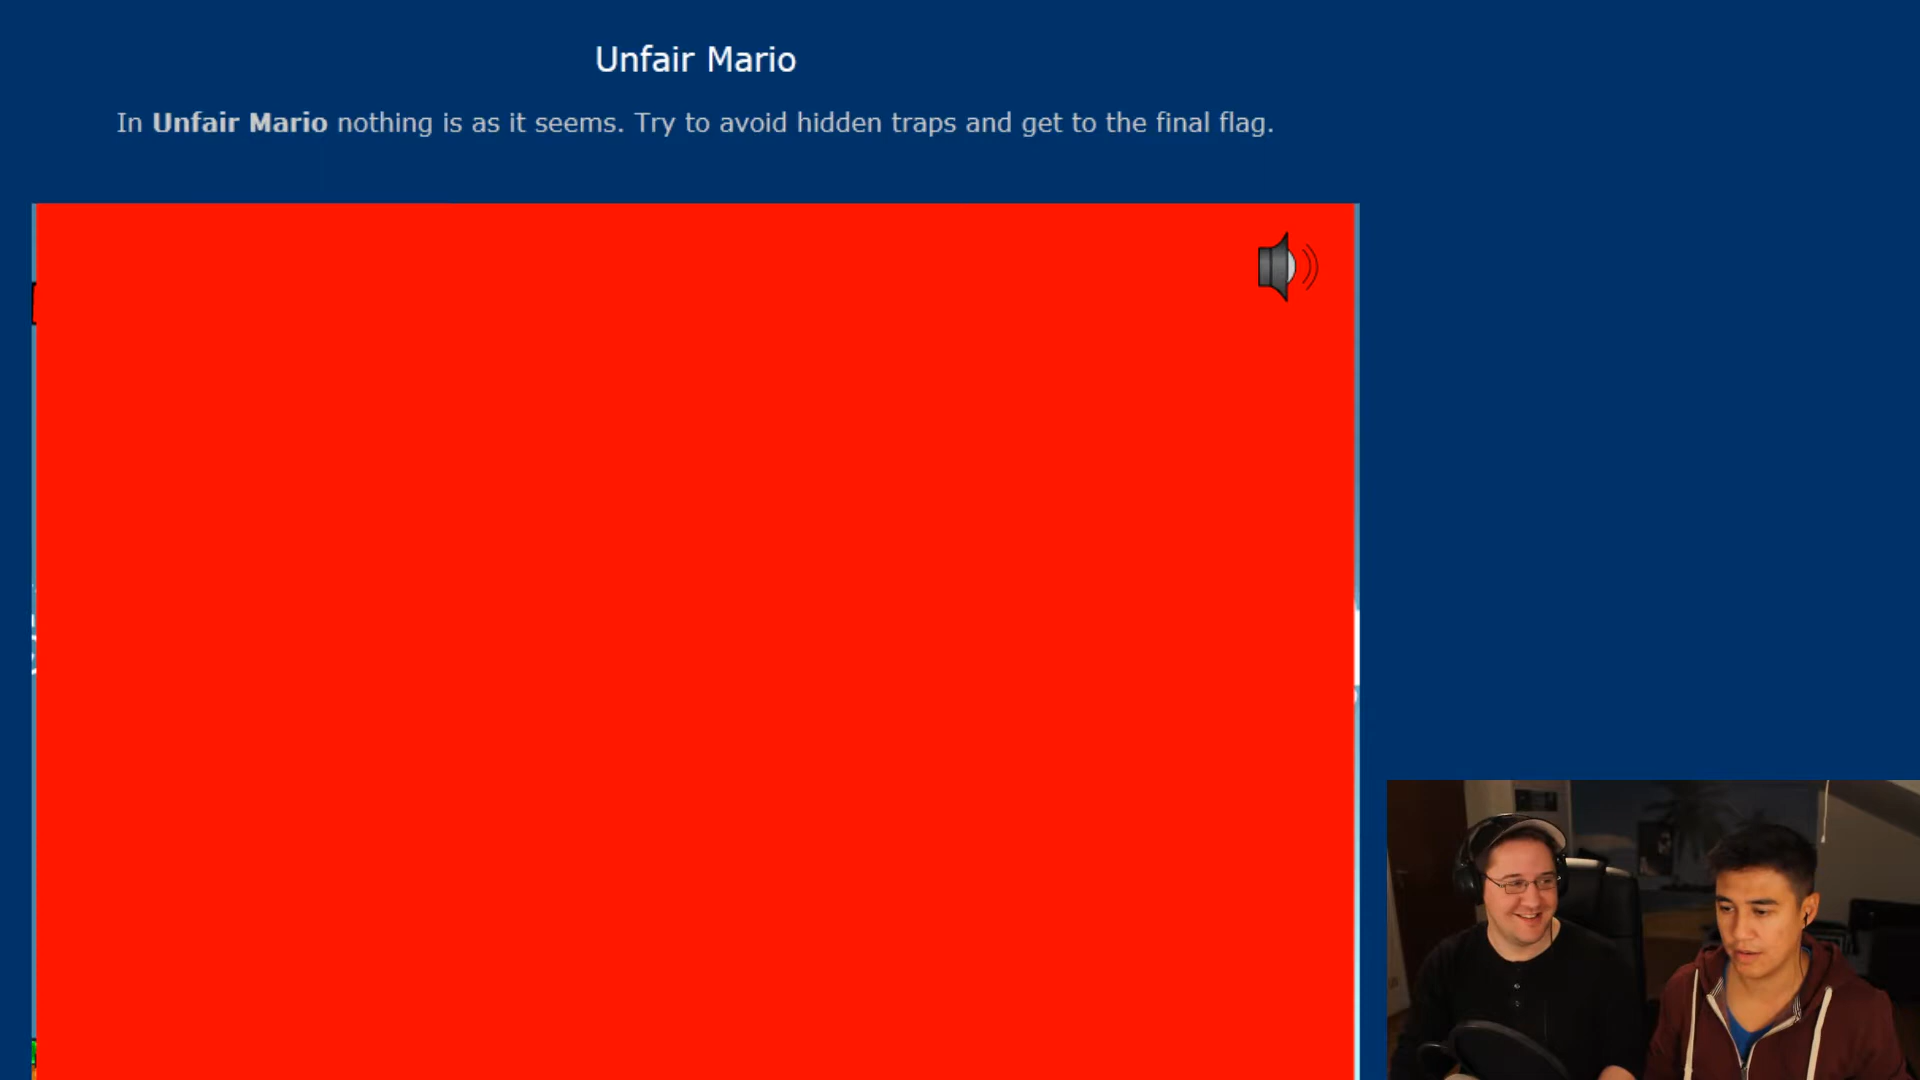 Unfair Mario
In Unfair Mario nothing is as it seems. Try to avoid hidden traps and get to the final flag.